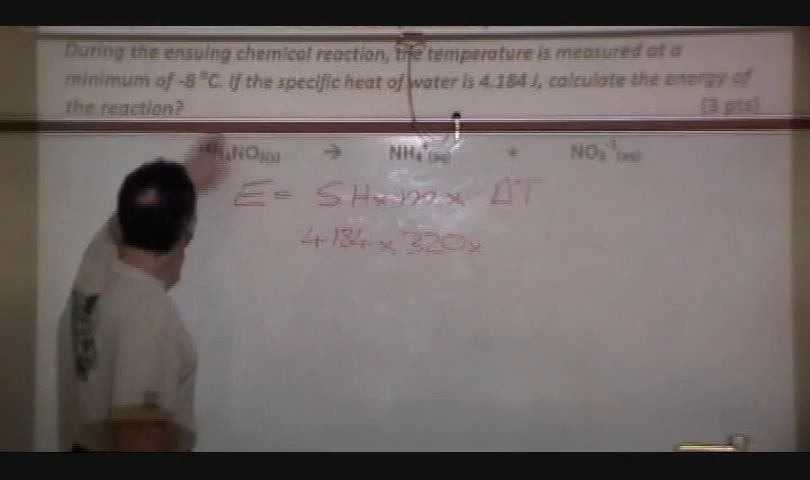 During the ensuing chemical reaction, the temperature is measured at a
minimum of -8 °C. If the specific heat of water is 4.184 J, calculate the energy of
the reaction? (3 pts)
NO₃₍ₛ₎ → NH₄⁺₍aq₎ + NO₃⁻¹₍aq₎
E = SH x m x ΔT
4.184 x 320 x